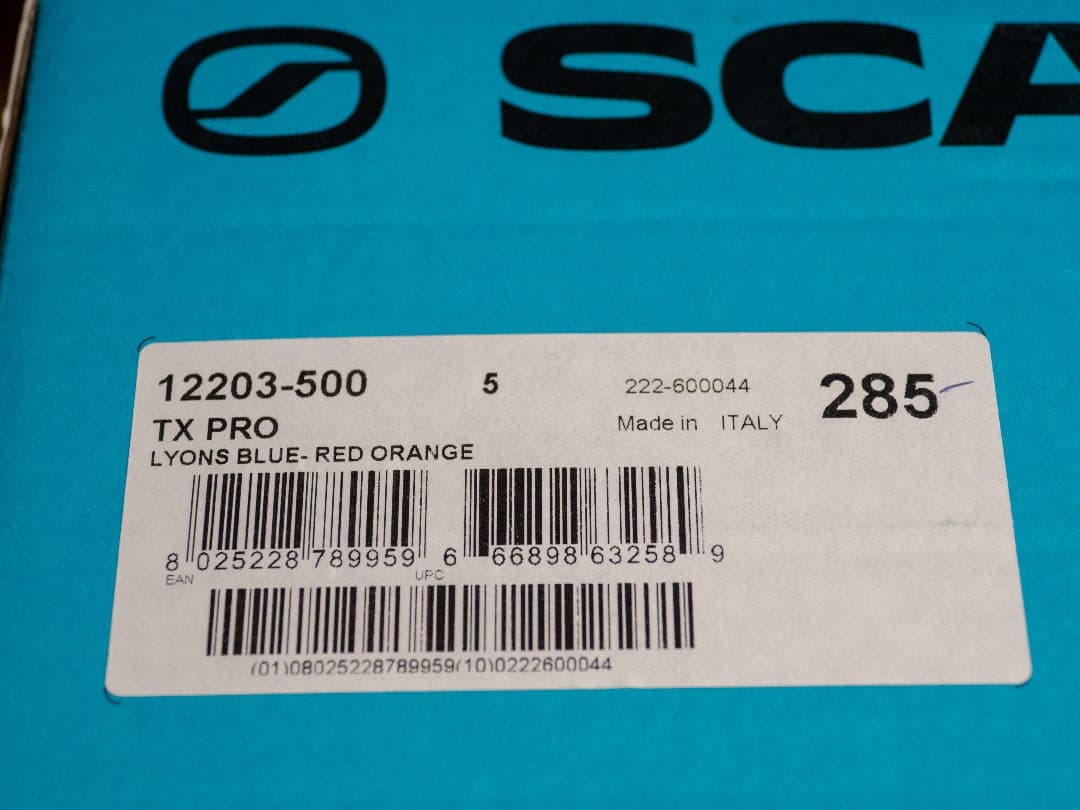 SCA
12203-500 5 222-600044 285
TX PRO Made in ITALY
LYONS BLUE- RED ORANGE
8 025228 789959 6 66898 63258 9
EAN UPC
(01)08025228789959(10)0222600044